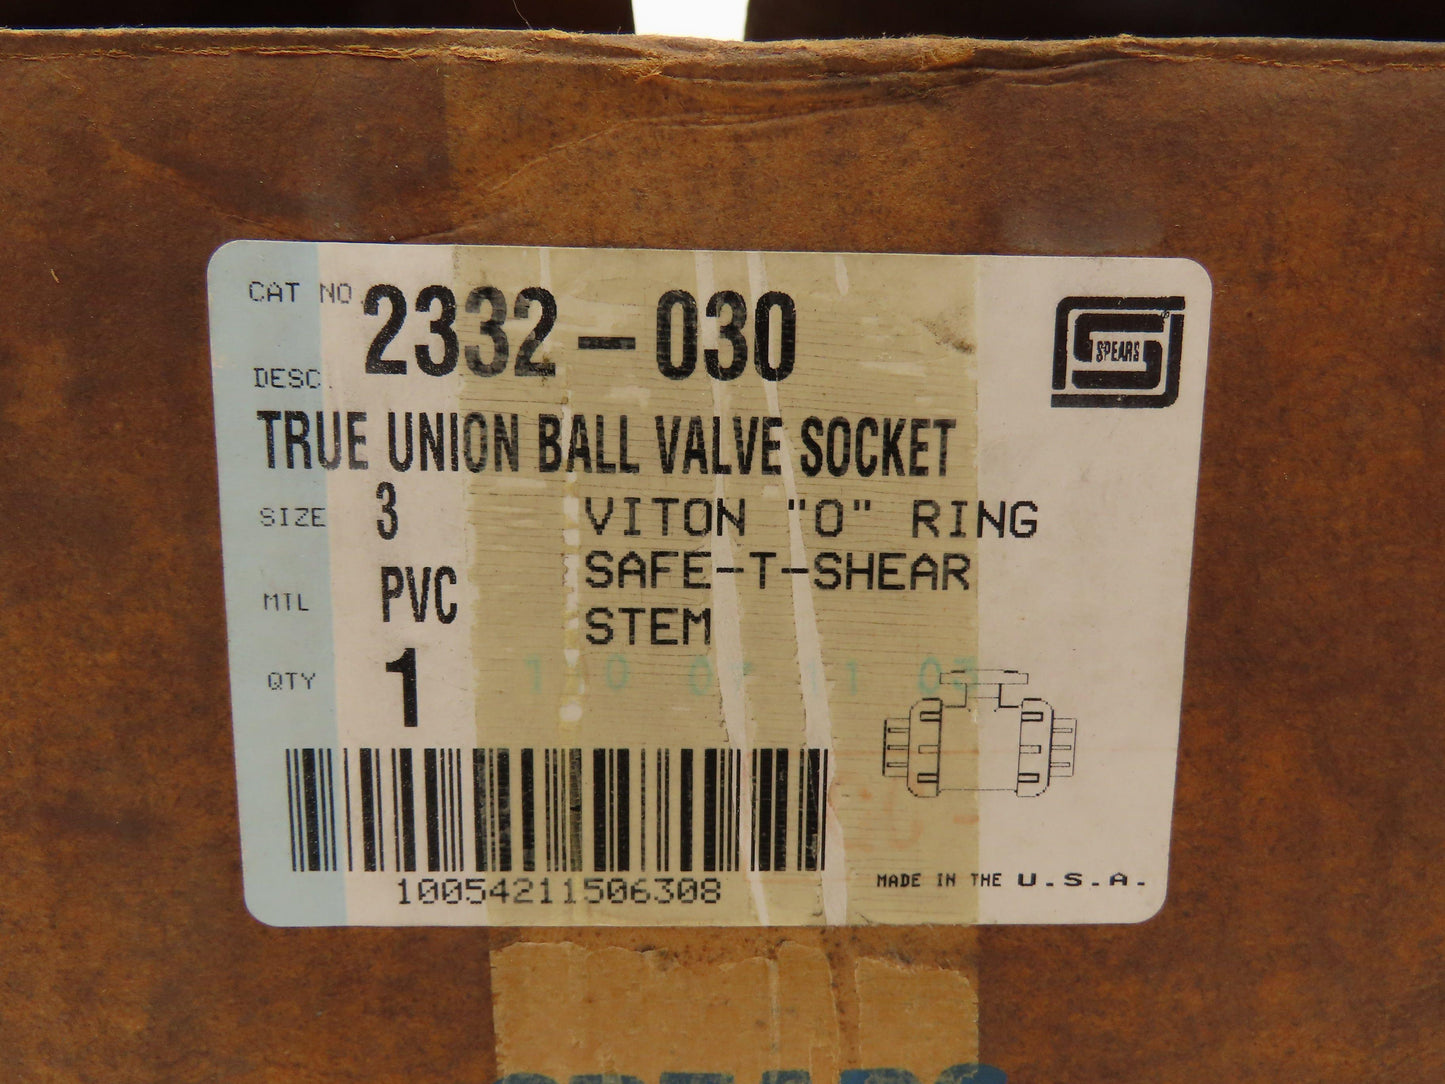 CAT NO. 2332-030
SPEARS
DESC.
TRUE UNION BALL VALVE SOCKET
SIZE 3 VITON "O" RING
SAFE-T-SHEAR
MTL PVC
STEM
QTY 1
10054211506308
MADE IN THE U.S.A.